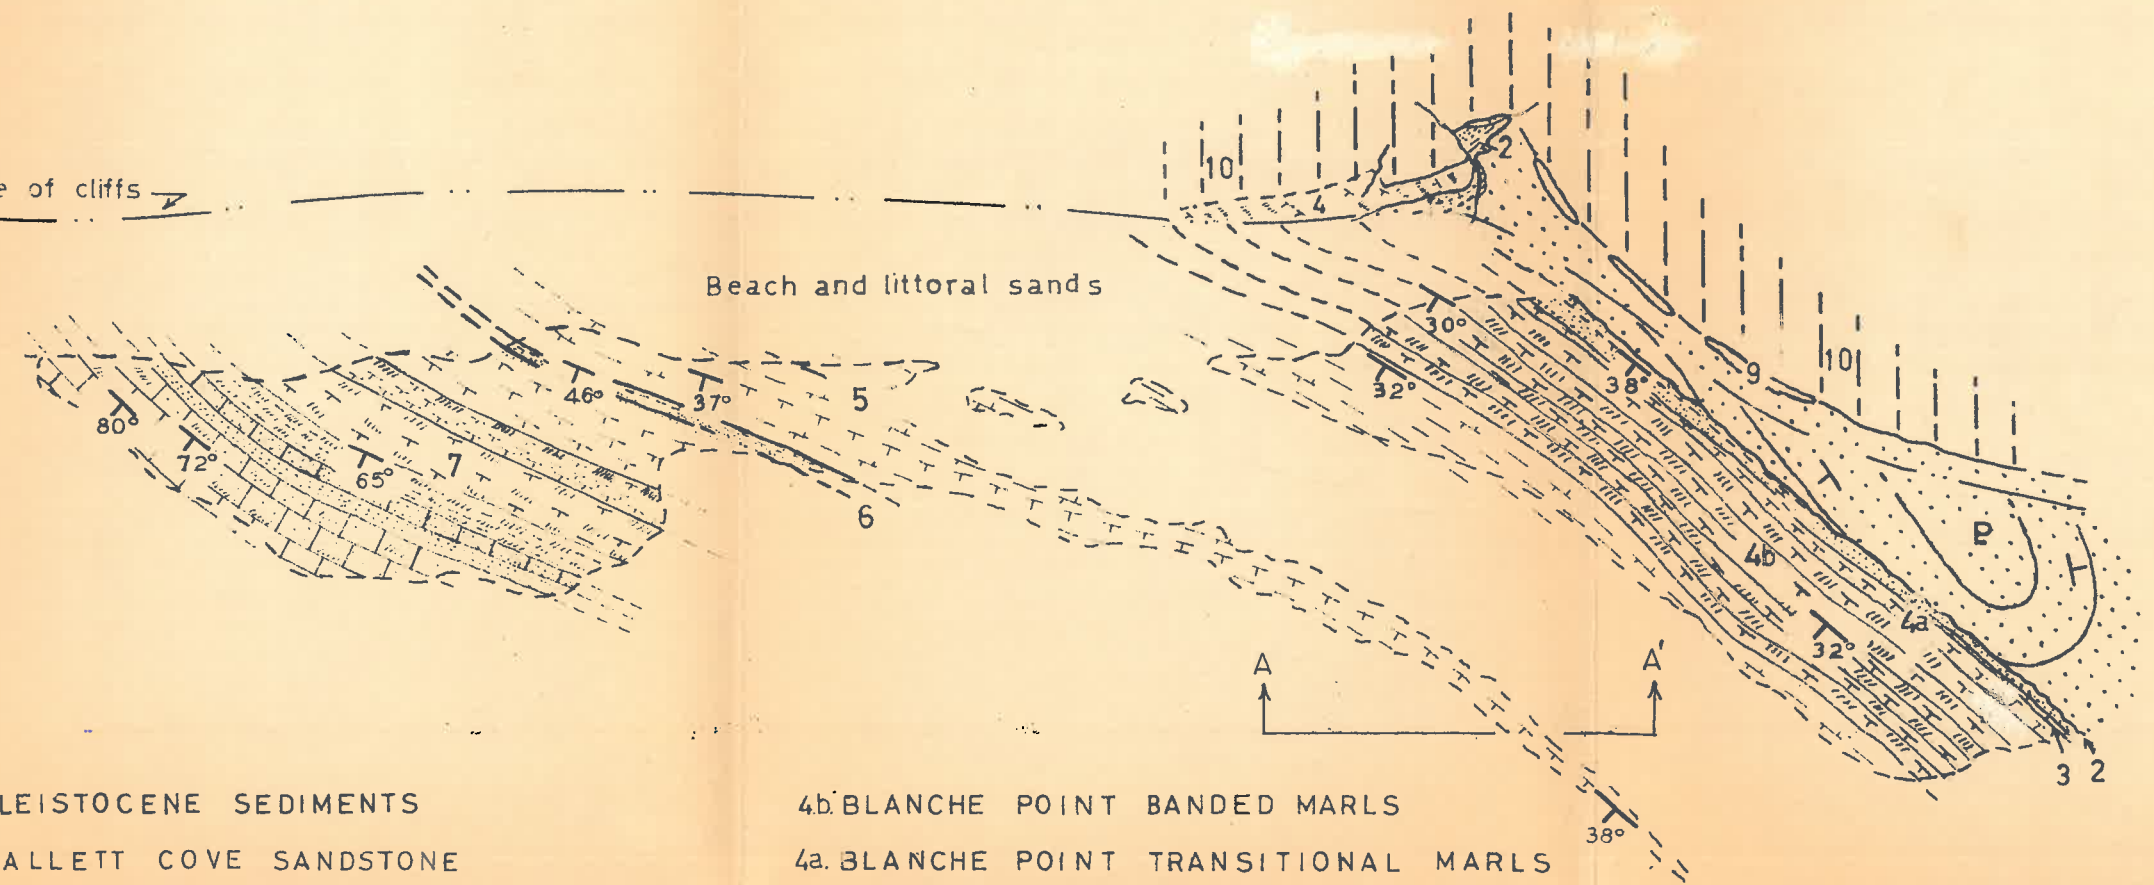 2
10
e of cliffs
4
Beach and littoral sands
30°
9
10
38°
32°
46°
37°
5
80°
72°
65°
7
6
P
4b
4a
32°
A
A'
3
2
LEISTOCENE SEDIMENTS
4b. BLANCHE POINT BANDED MARLS
38°
ALLETT COVE SANDSTONE
4a. BLANCHE POINT TRANSITIONAL MARLS